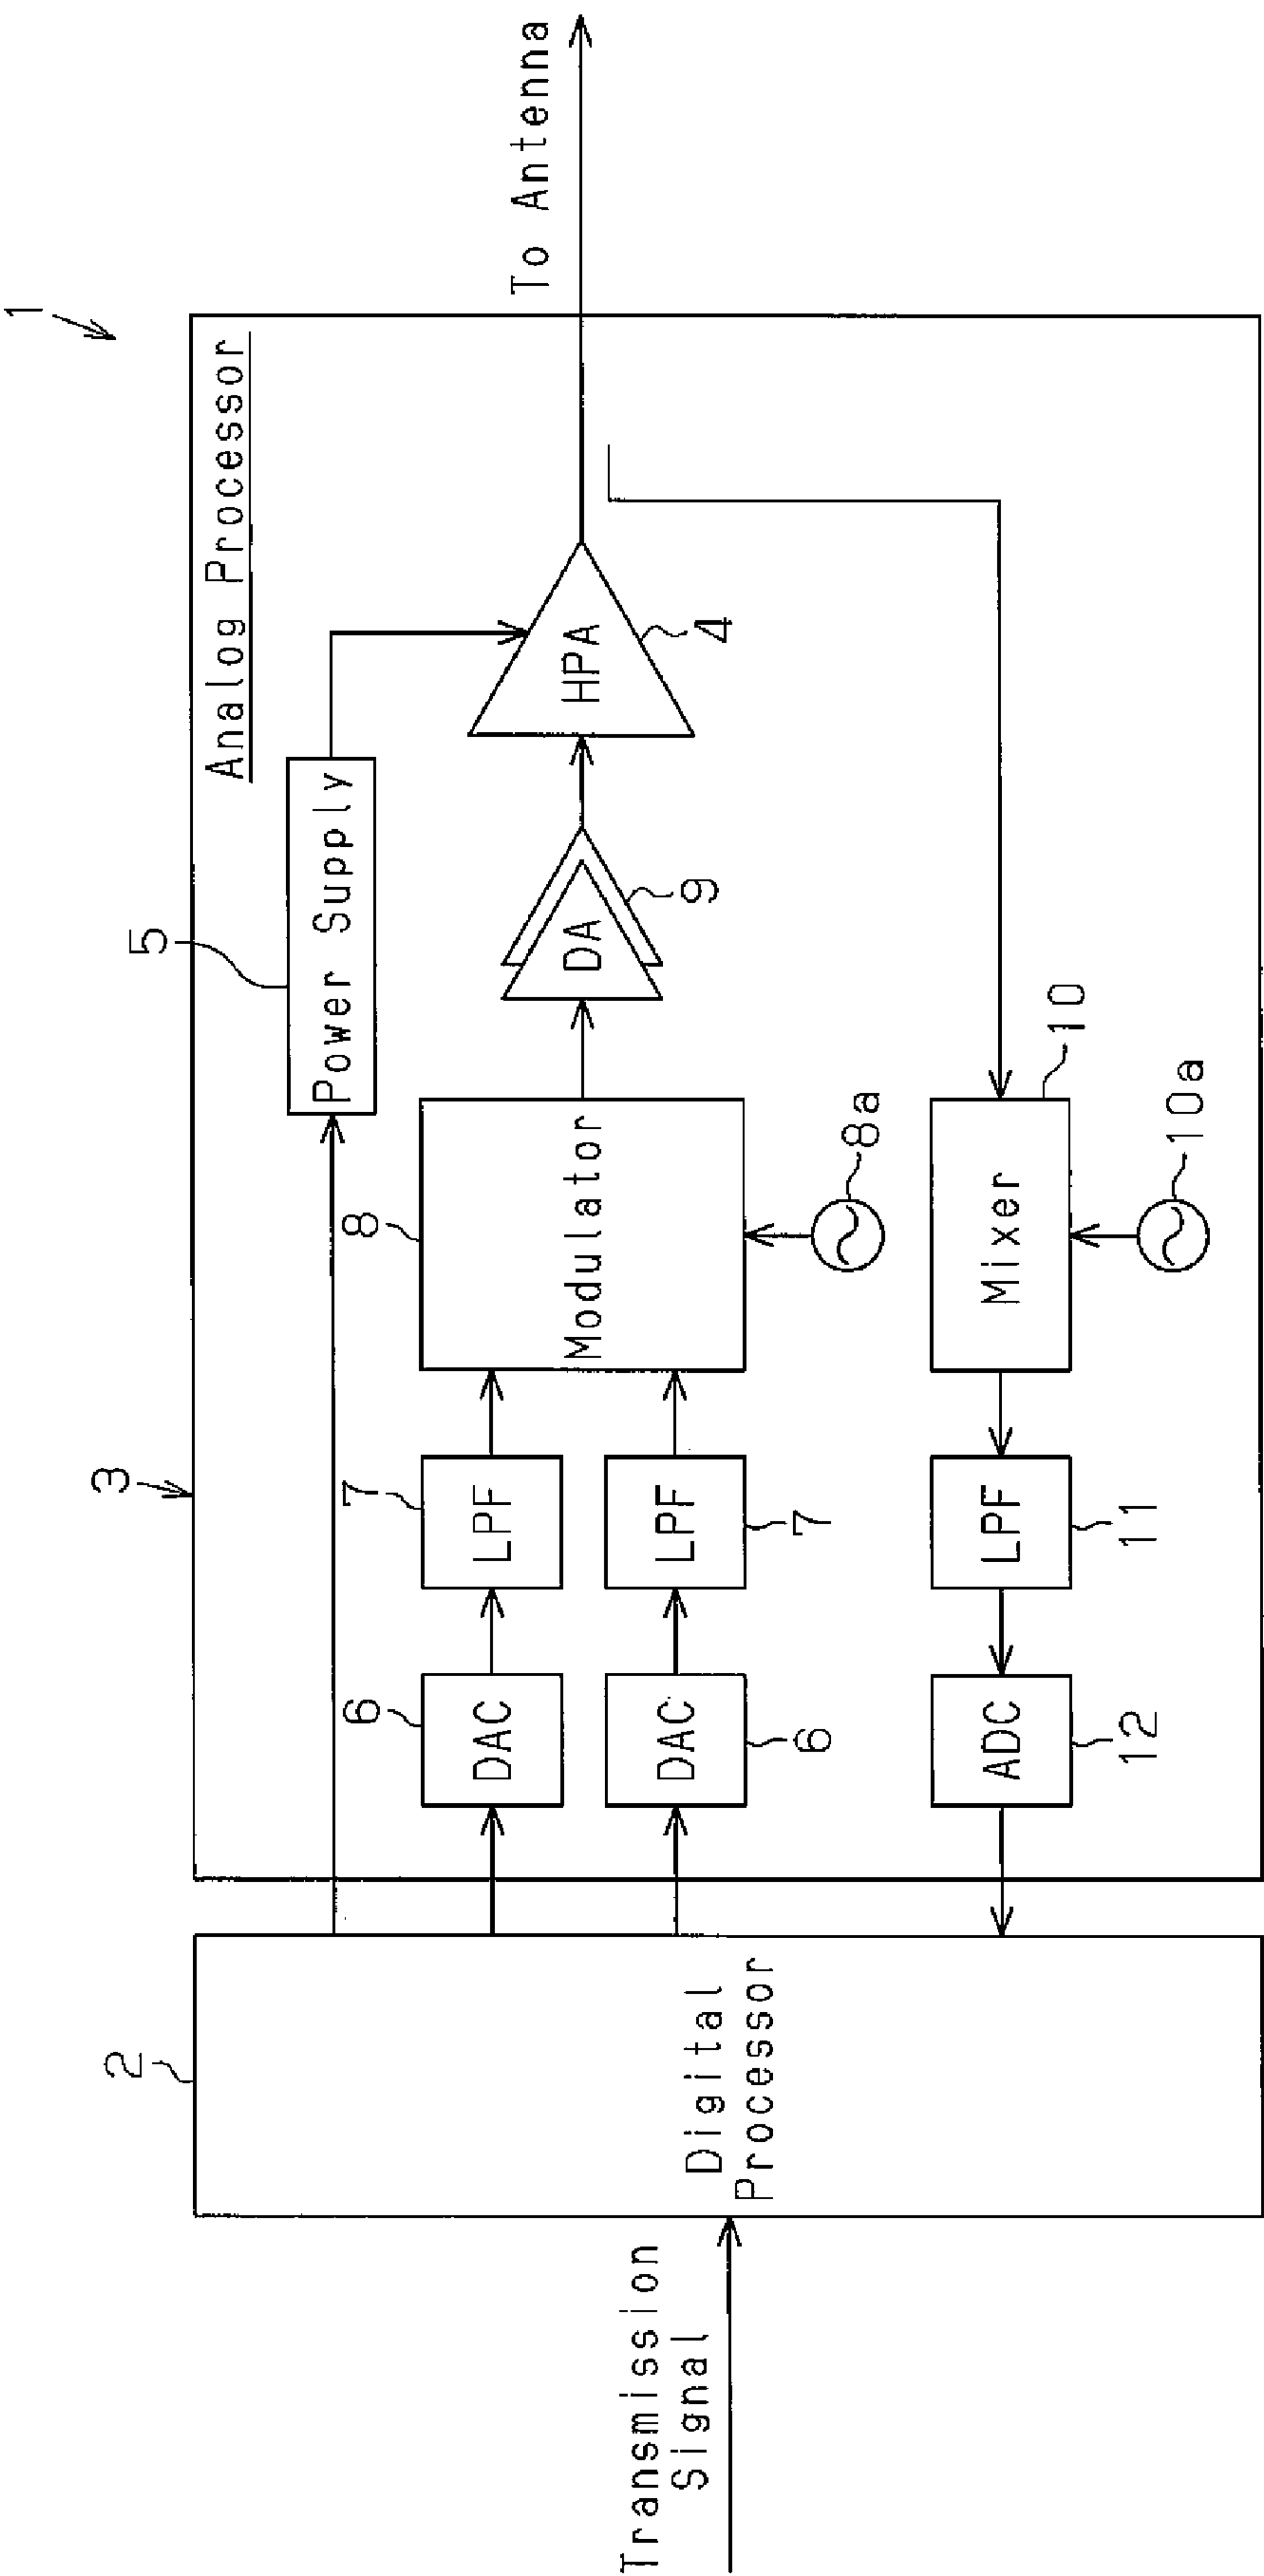 1
3
Analog Processor
5
Power Supply
To Antenna
2
6
DAC
7
LPF
8
Modulator
DA
9
HPA
4
Transmission
Signal
Digital
Processor
DAC
6
LPF
7
8a
ADC
12
LPF
11
Mixer
10
10a